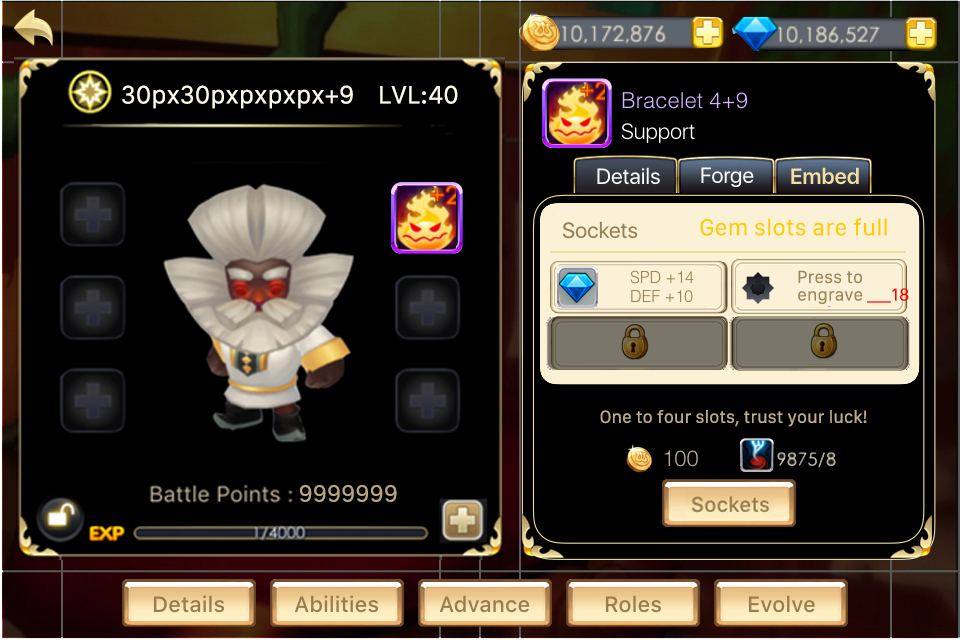 10,172,876
10,186,527
30px30pxpxpxpx+9 LVL:40
+2
Battle Points : 9999999
EXP
1/4000
+2
Bracelet 4+9
Support
Details Forge Embed
Sockets
Gem slots are full
SPD +14
DEF +10
Press to
engrave ___18
One to four slots, trust your luck!
100
9875/8
Sockets
Details Abilities Advance Roles Evolve